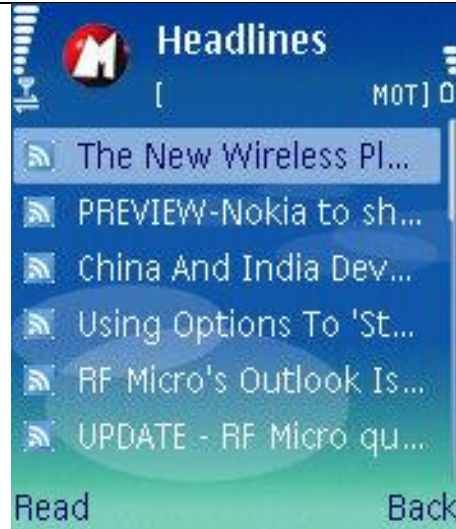 Headlines
[ MOT]
The New Wireless Pl...
PREVIEW-Nokia to sh...
China And India Dev...
Using Options To 'St...
RF Micro's Outlook Is...
UPDATE - RF Micro qu...
Read Back